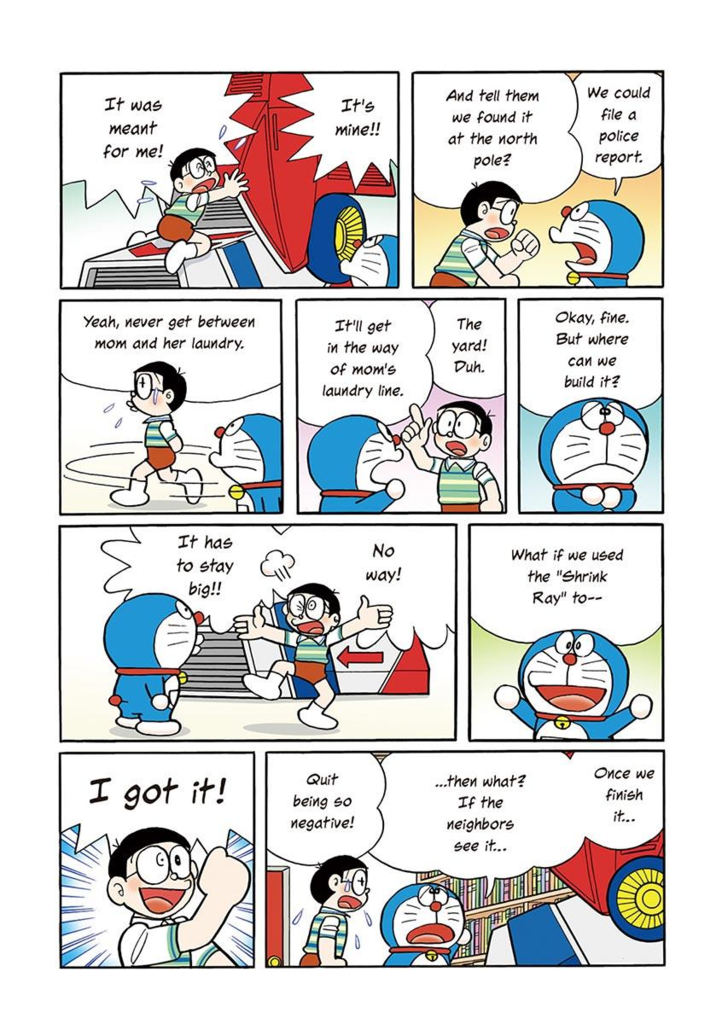 We could
file a
police
report.
And tell them
we found it
at the north
pole?
It's
mine!!
It was
meant
for me!
Okay, fine.
But where
can we
build it?
The
yard!
Duh.
It'll get
in the way
of mom's
laundry line.
Yeah, never get between
mom and her laundry.
What if we used
the "Shrink
Ray" to--
No
way!
It has
to stay
big!!
Once we
finish
it...
...then what?
If the
neighbors
see it...
Quit
being so
negative!
I got it!